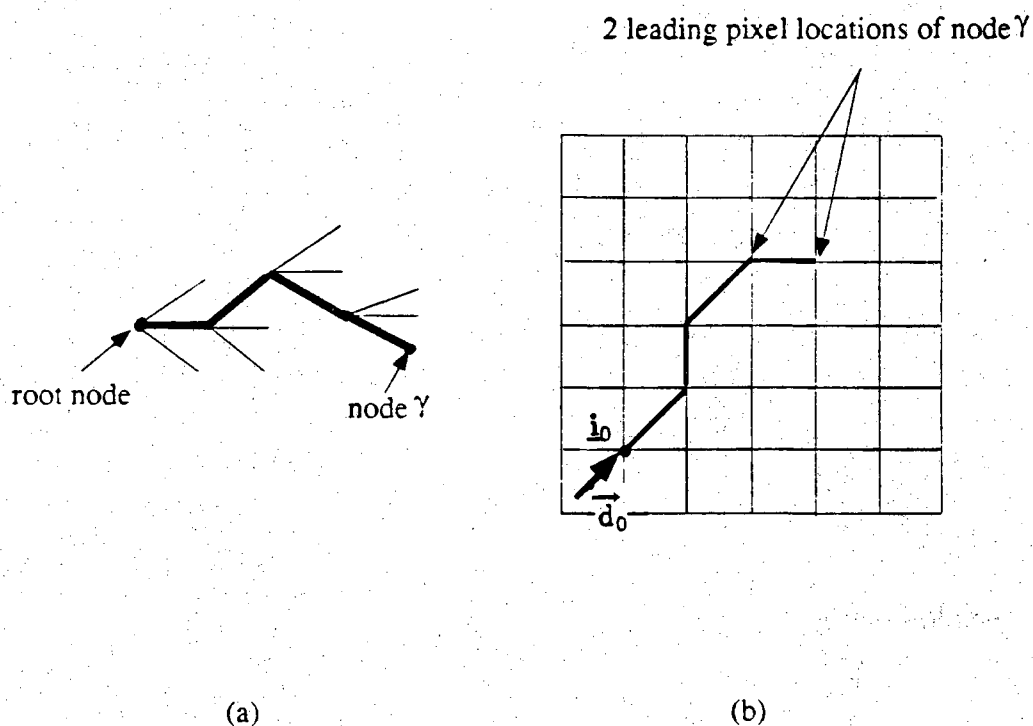 2 leading pixel locations of node γ
root node
node γ
i₀
d₀
(a)
(b)